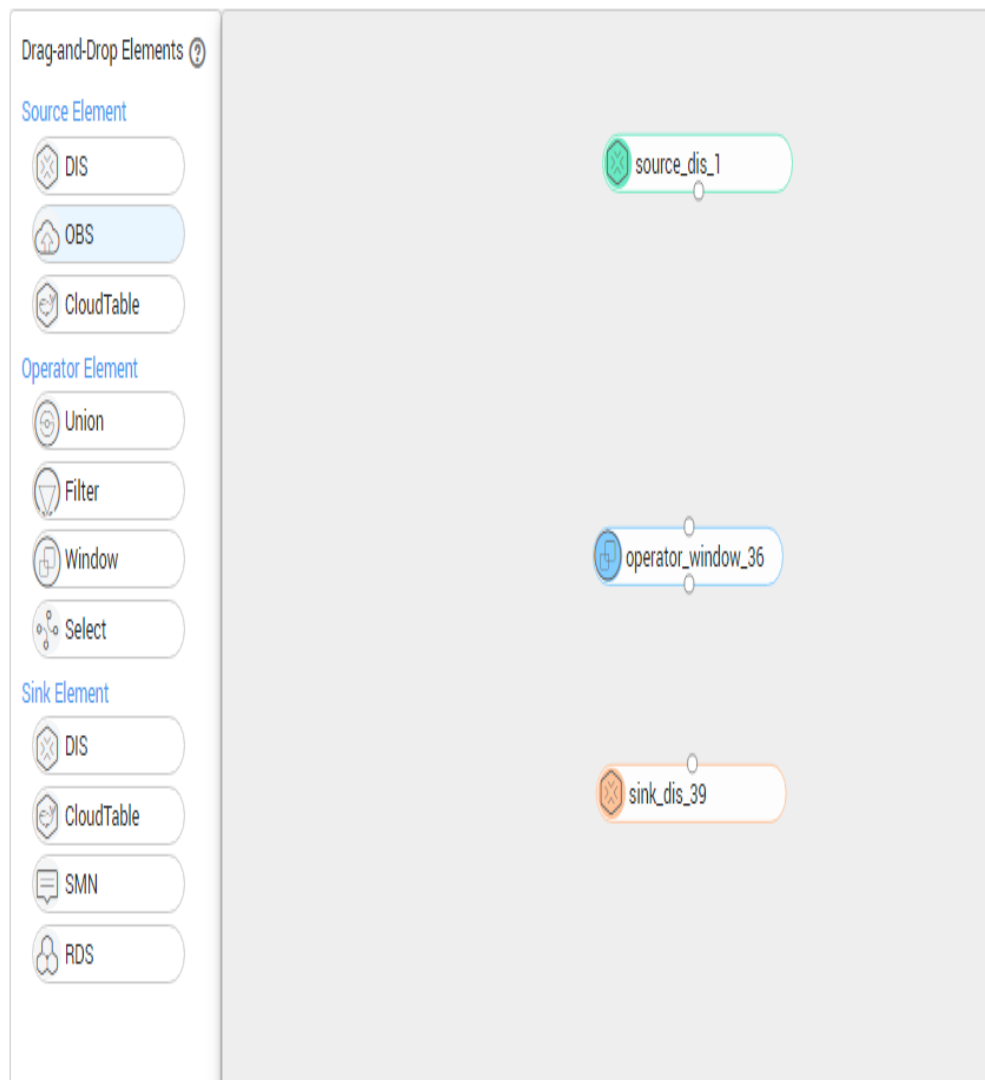 Drag-and-Drop Elements ?
Source Element
DIS
OBS
CloudTable
Operator Element
Union
Filter
Window
Select
Sink Element
DIS
CloudTable
SMN
RDS
source_dis_1
operator_window_36
sink_dis_39